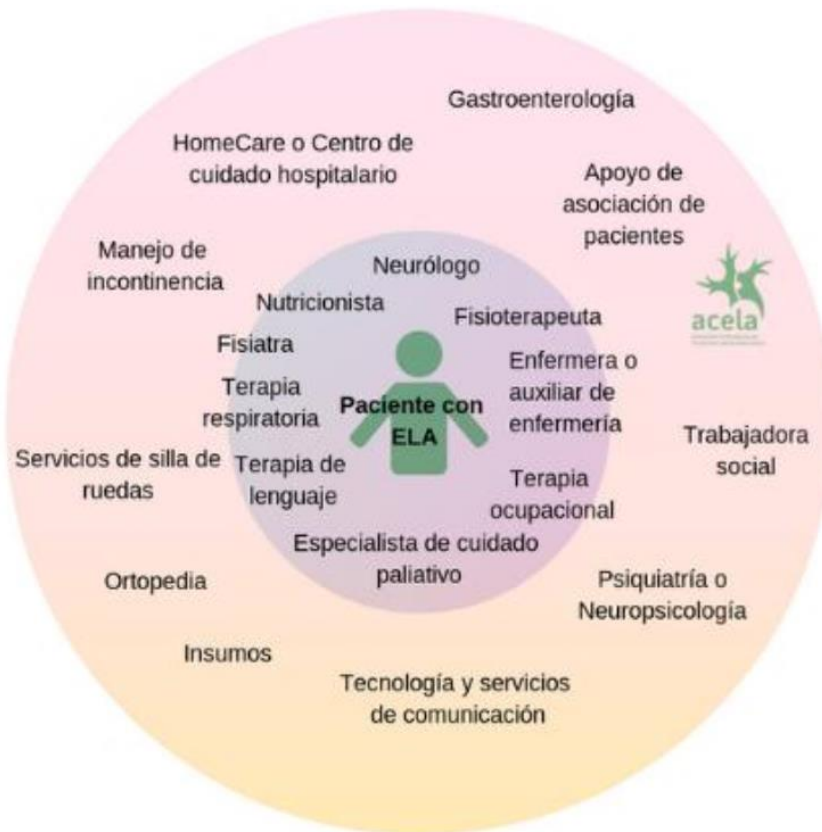 Gastroenterología
HomeCare o Centro de
cuidado hospitalario
Apoyo de
asociación de
pacientes
Manejo de
incontinencia
acela
Neurólogo
Nutricionista
Fisioterapeuta
Fisiatra
Enfermera o
auxiliar de
enfermería
Terapia
respiratoria
Paciente con
ELA
Trabajadora
social
Servicios de silla de
ruedas
Terapia de
lenguaje
Terapia
ocupacional
Especialista de cuidado
paliativo
Ortopedia
Psiquiatría o
Neuropsicología
Insumos
Tecnología y servicios
de comunicación